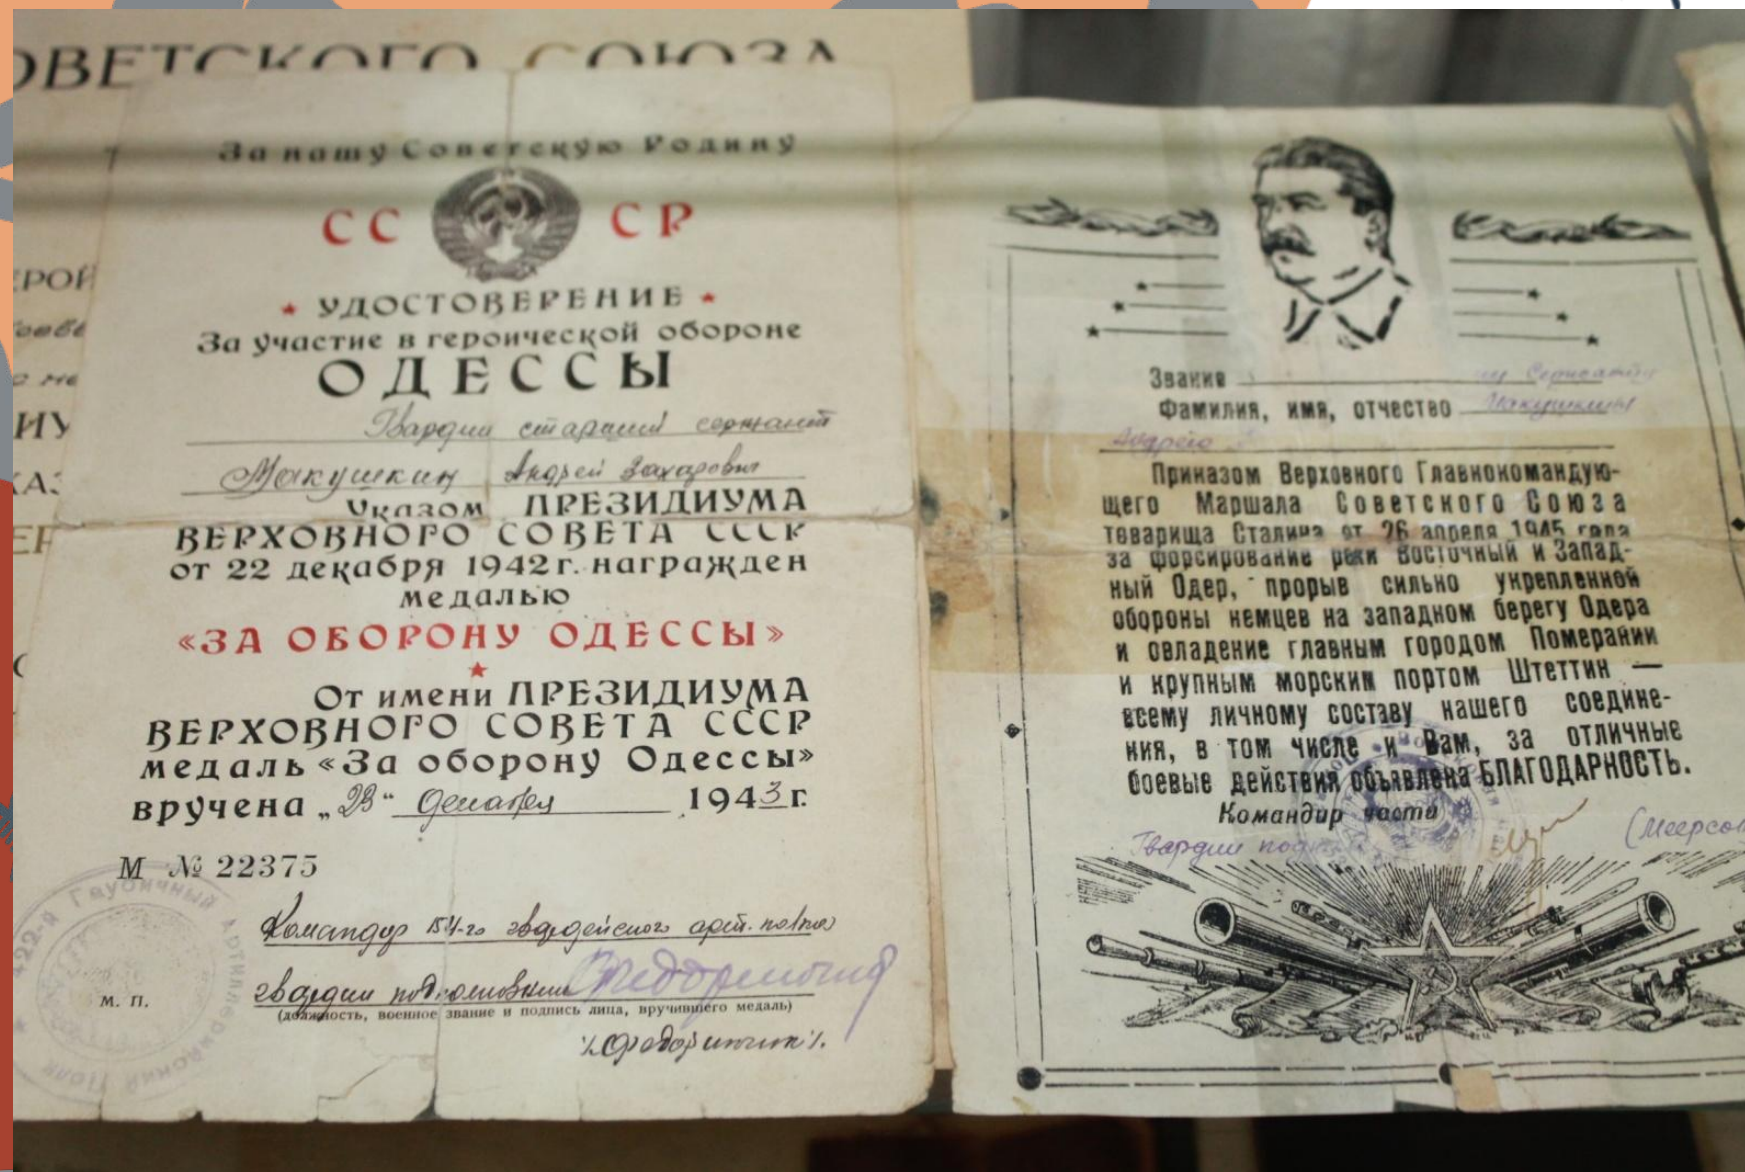 СОЮЗА
За нашу Советскую Родину
СС СР
УДОСТОВЕРЕНИЕ
За участие в героической обороне
ОДЕССЫ
Гвардии старший сержант
Макушкин Андрей Захарович
Указом ПРЕЗИДИУМА
ВЕРХОВНОГО СОВЕТА СССР
от 22 декабря 1942 г. награжден
медалью
«ЗА ОБОРОНУ ОДЕССЫ»
От имени ПРЕЗИДИУМА
ВЕРХОВНОГО СОВЕТА СССР
медаль «За оборону Одессы»
вручена „23“ декабря 1943 г.
М № 22375
Командир 154-го гвардейского арт. полка
гвардии подполковник
м. п.
(должность, военное звание и подпись лица, вручившего медаль)
Звание
Фамилия, имя, отчество
Андрею
Приказом Верховного Главнокомандую-
щего Маршала Советского Союза
товарища Сталина от 26 апреля 1945 года
за форсирование реки Восточный и Запад-
ный Одер, прорыв сильно укрепленной
обороны немцев на западном берегу Одера
и овладение главным городом Померании
и крупным морским портом Штеттин —
всему личному составу нашего соедине-
ния, в том числе и Вам, за отличные
боевые действия объявлена БЛАГОДАРНОСТЬ.
Командир части
Гвардии